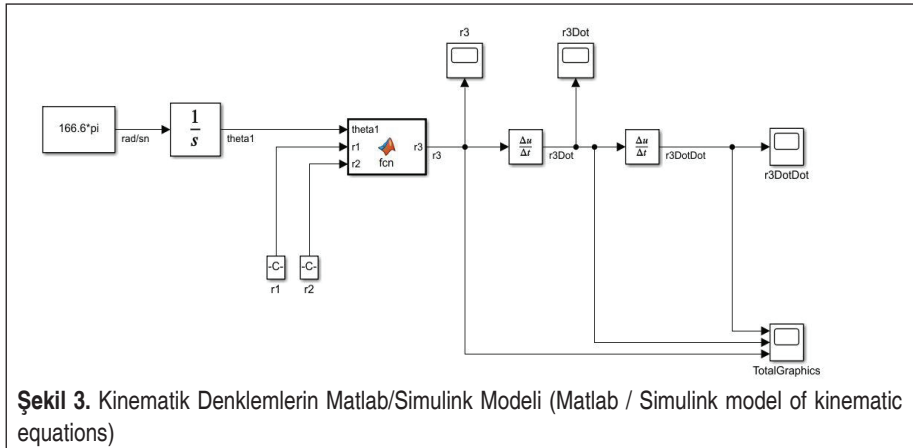 r3
r3Dot
166.6*pi
rad/sn
1
s
theta1
theta1
r1
r2
fcn
r3
r3
Δu
Δt
r3Dot
Δu
Δt
r3DotDot
r3DotDot
-C-
r1
-C-
r2
TotalGraphics
Şekil 3. Kinematik Denklemlerin Matlab/Simulink Modeli (Matlab / Simulink model of kinematic
equations)